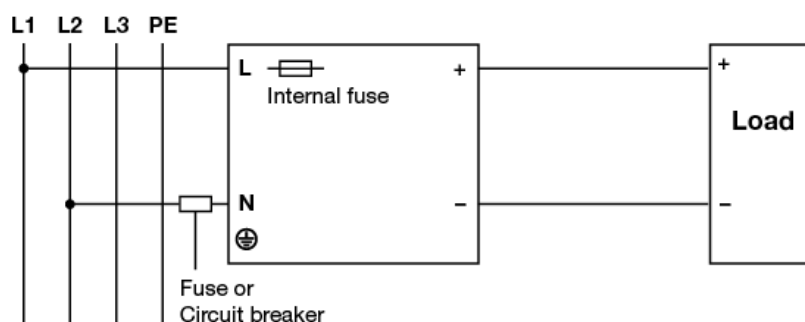 L1 L2 L3 PE
L + +
Internal fuse
Load
N − −
Fuse or
Circuit breaker